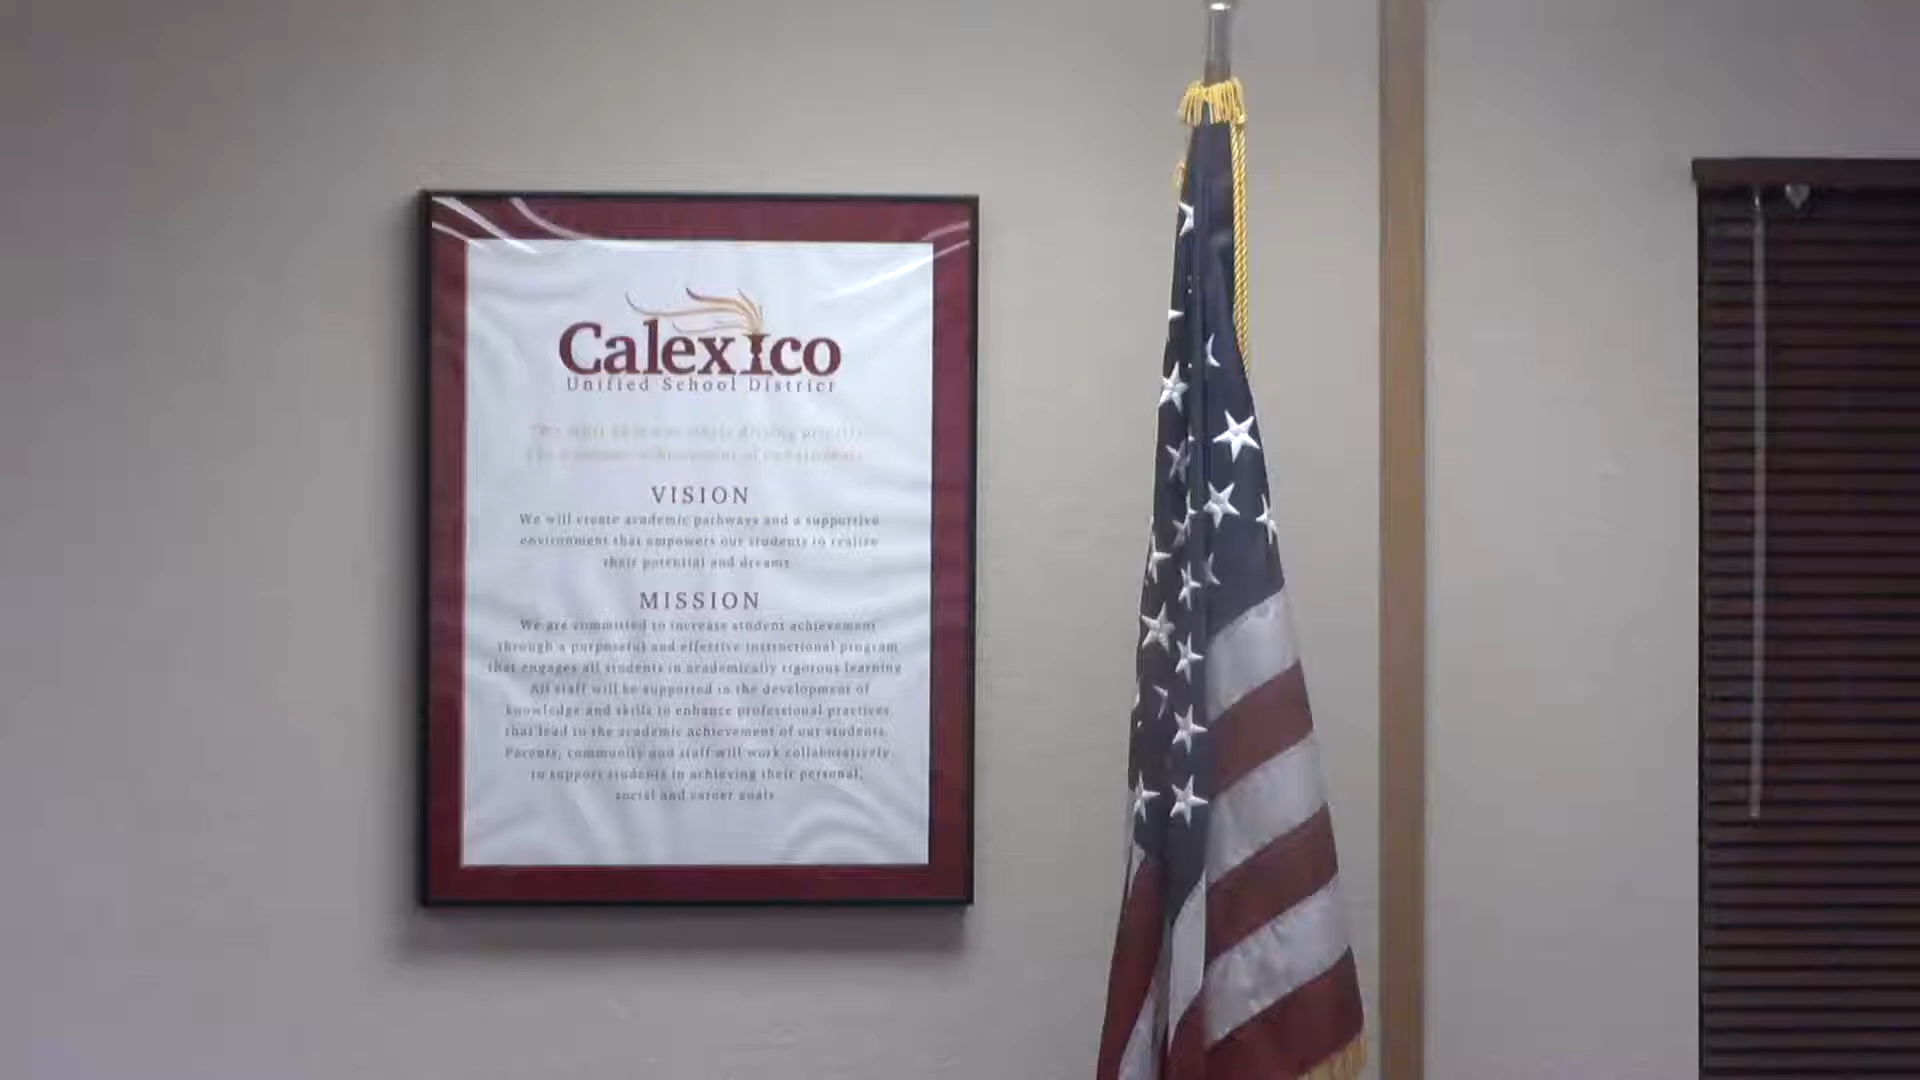 Calexico
Unified School District
VISION
We will create academic pathways and a supportive
environment that empowers our students to realize
their potential and dreams
MISSION
We are committed to increase student achievement
through a purposeful and effective instructional program
that engages all students in academically rigorous learning
All staff will be supported in the development of
knowledge and skills to enhance professional practices
that lead to the academic achievement of our students.
Parents, community and staff will work collaboratively
to support students in achieving their personal,
social and career goals.